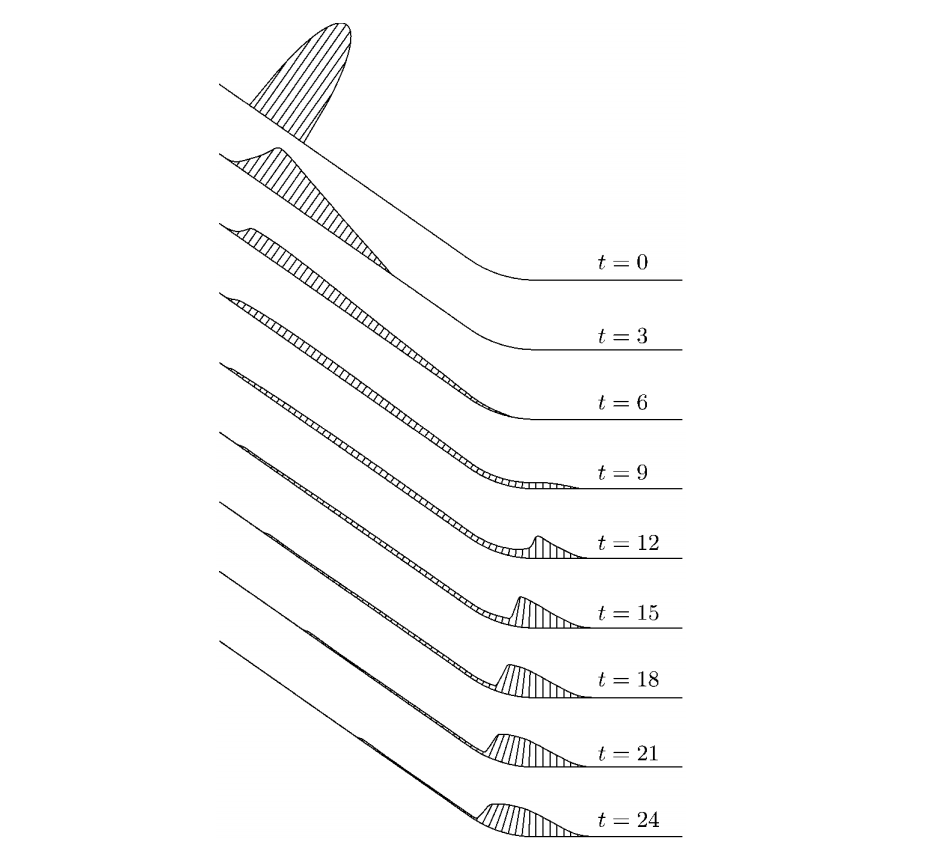 t = 0
t = 3
t = 6
t = 9
t = 12
t = 15
t = 18
t = 21
t = 24